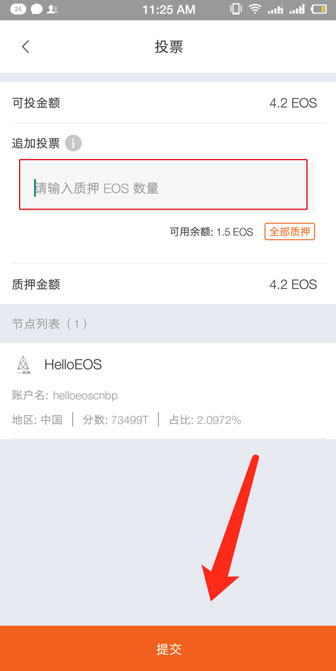 24
11:25 AM
投票
可投金额 4.2 EOS
追加投票 i
请输入质押 EOS 数量
可用余额: 1.5 EOS 全部质押
质押金额 4.2 EOS
节点列表（1）
HelloEOS
账户名: helloeoscnbp
地区: 中国 | 分数: 73499T | 占比: 2.0972%
提交